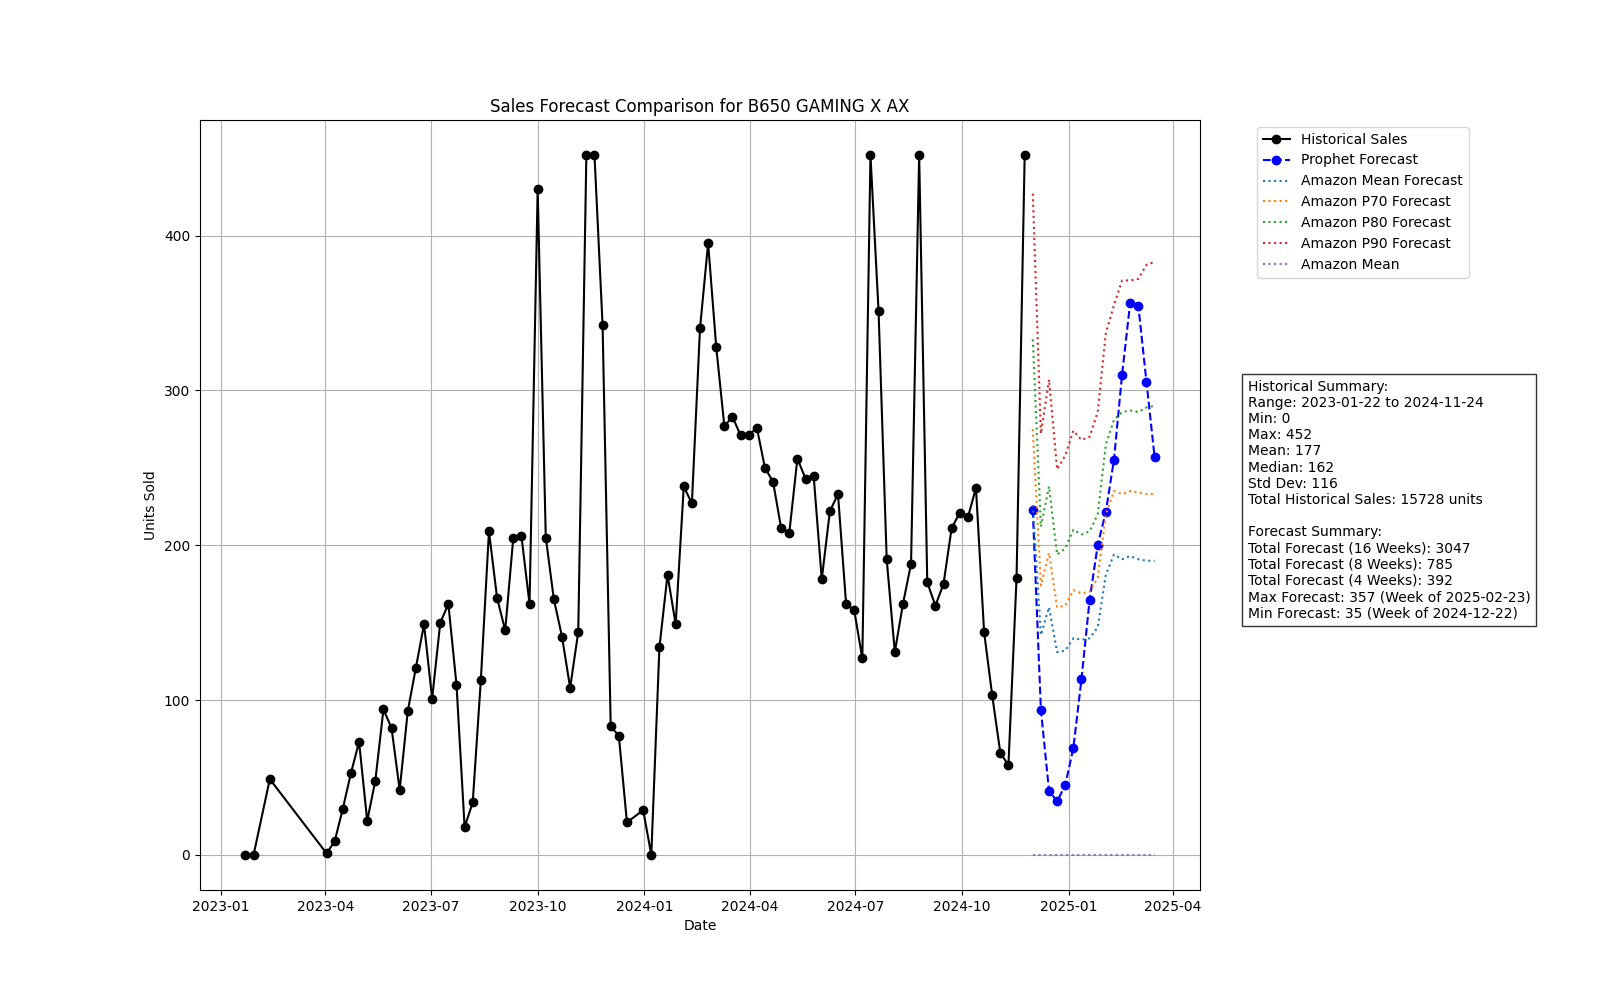 Sales Forecast Comparison for B650 GAMING X AX
Units Sold
400
300
200
100
0
2023-01
2023-04
2023-07
2023-10
2024-01
2024-04
2024-07
2024-10
2025-01
2025-04
Date
Historical Sales
Prophet Forecast
Amazon Mean Forecast
Amazon P70 Forecast
Amazon P80 Forecast
Amazon P90 Forecast
Amazon Mean
Historical Summary:
Range: 2023-01-22 to 2024-11-24
Min: 0
Max: 452
Mean: 177
Median: 162
Std Dev: 116
Total Historical Sales: 15728 units
Forecast Summary:
Total Forecast (16 Weeks): 3047
Total Forecast (8 Weeks): 785
Total Forecast (4 Weeks): 392
Max Forecast: 357 (Week of 2025-02-23)
Min Forecast: 35 (Week of 2024-12-22)